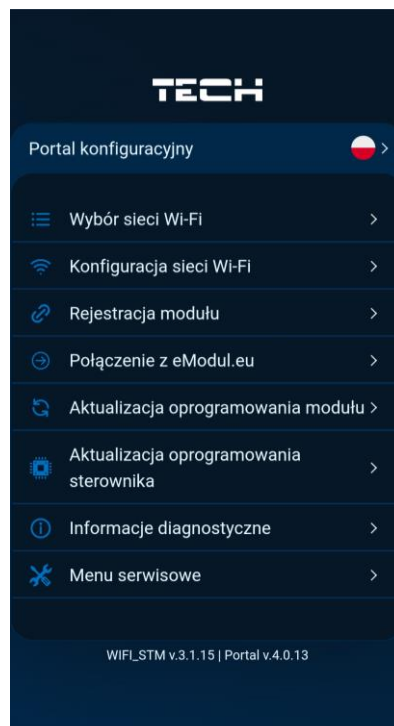 TECH
Portal konfiguracyjny
Wybór sieci Wi-Fi
Konfiguracja sieci Wi-Fi
Rejestracja modułu
Połączenie z eModul.eu
Aktualizacja oprogramowania modułu
Aktualizacja oprogramowania
sterownika
Informacje diagnostyczne
Menu serwisowe
WIFI_STM v.3.1.15 | Portal v.4.0.13